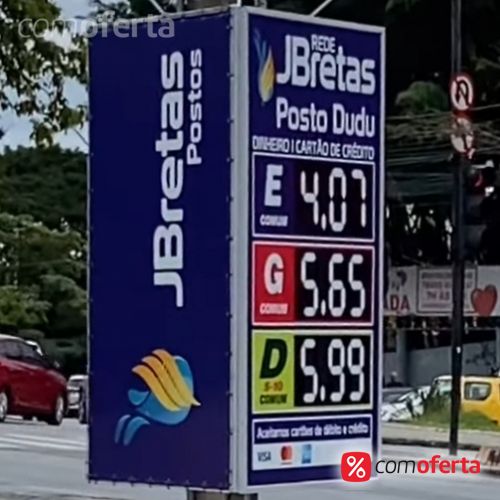 comoferta
JBretas
Postos
REDE
JBretas
Posto Dudu
DINHEIRO | CARTÃO DE CRÉDITO
E
COMUM
4,07
G
COMUM
5,65
D
S-10
COMUM
5,99
Aceitamos cartões de débito e crédito
VISA
ADA
comoferta